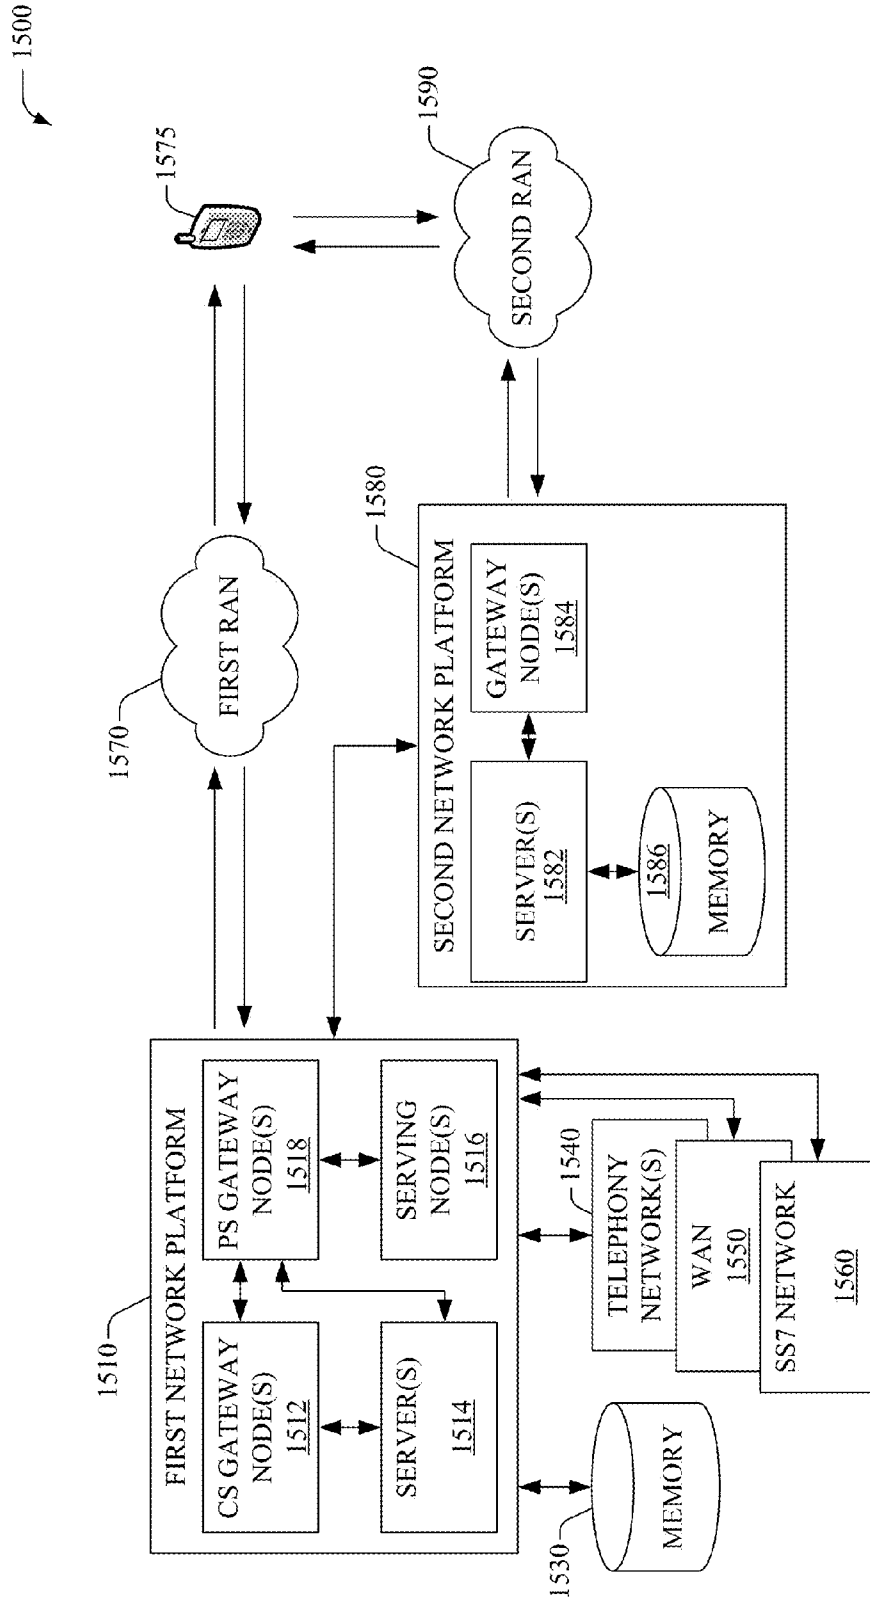 1500
1510
FIRST NETWORK PLATFORM
CS GATEWAY
NODE(S)
1512
PS GATEWAY
NODE(S)
1518
SERVER(S)
1514
SERVING
NODE(S)
1516
1530
MEMORY
1540
TELEPHONY
NETWORK(S)
WAN
1550
SS7 NETWORK
1560
1570
FIRST RAN
1575
1580
SECOND NETWORK PLATFORM
SERVER(S)
1582
GATEWAY
NODE(S)
1584
1586
MEMORY
1590
SECOND RAN